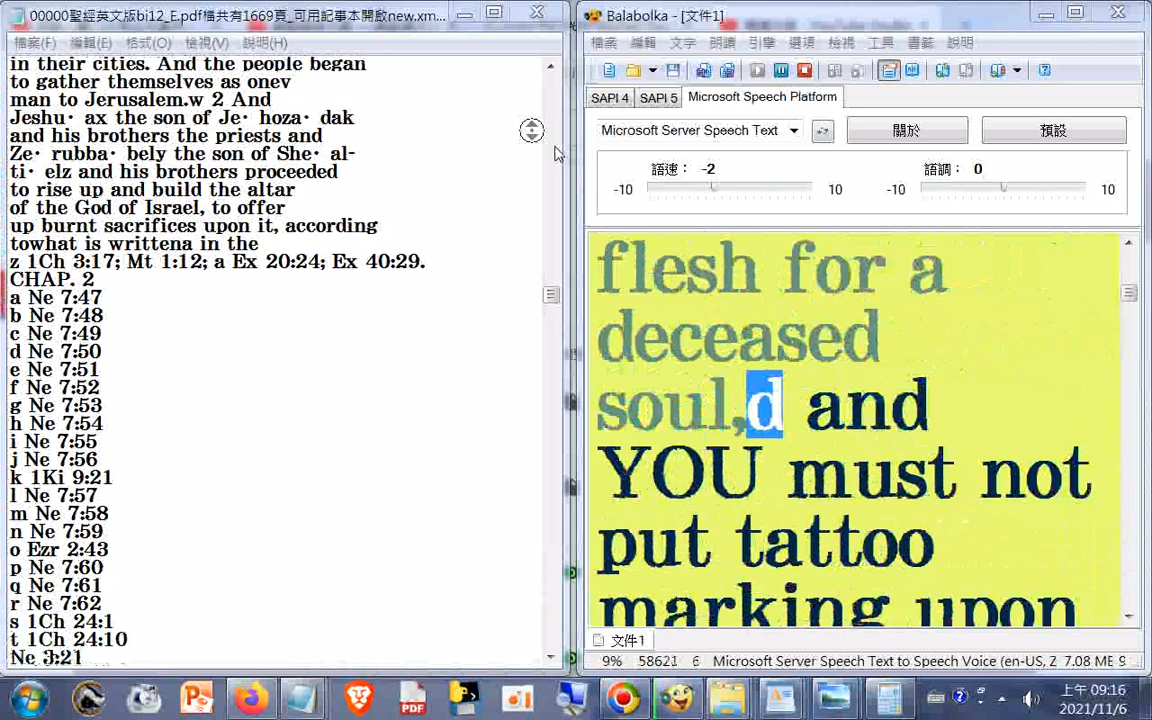 00000聖經英文版bi12_E.pdf檔共有1669頁_可用記事本開啟new.xm...
檔案(F) 編輯(E) 格式(O) 檢視(V) 說明(H)
in their cities. And the people began
to gather themselves as onev
man to Jerusalem.w 2 And
Jeshu· ax the son of Je· hoza· dak
and his brothers the priests and
Ze· rubba· bely the son of She· al-
ti· elz and his brothers proceeded
to rise up and build the altar
of the God of Israel, to offer
up burnt sacrifices upon it, according
towhat is writtena in the
z 1Ch 3:17; Mt 1:12; a Ex 20:24; Ex 40:29.
CHAP. 2
a Ne 7:47
b Ne 7:48
c Ne 7:49
d Ne 7:50
e Ne 7:51
f Ne 7:52
g Ne 7:53
h Ne 7:54
i Ne 7:55
j Ne 7:56
k 1Ki 9:21
l Ne 7:57
m Ne 7:58
n Ne 7:59
o Ezr 2:43
p Ne 7:60
q Ne 7:61
r Ne 7:62
s 1Ch 24:1
t 1Ch 24:10
Ne 3:21
Balabolka - [文件1]
檔案 編輯 文字 朗讀 引擎 選項 檢視 工具 書籤 說明
SAPI 4 SAPI 5 Microsoft Speech Platform
Microsoft Server Speech Text 關於 預設
語速: -2 語調: 0
-10 10 -10 10
flesh for a
deceased
soul,d and
YOU must not
put tattoo
marking upon
文件1
9% 58621 6 Microsoft Server Speech Text to Speech Voice (en-US, Z 7.08 MB 9
上午 09:16
2021/11/6